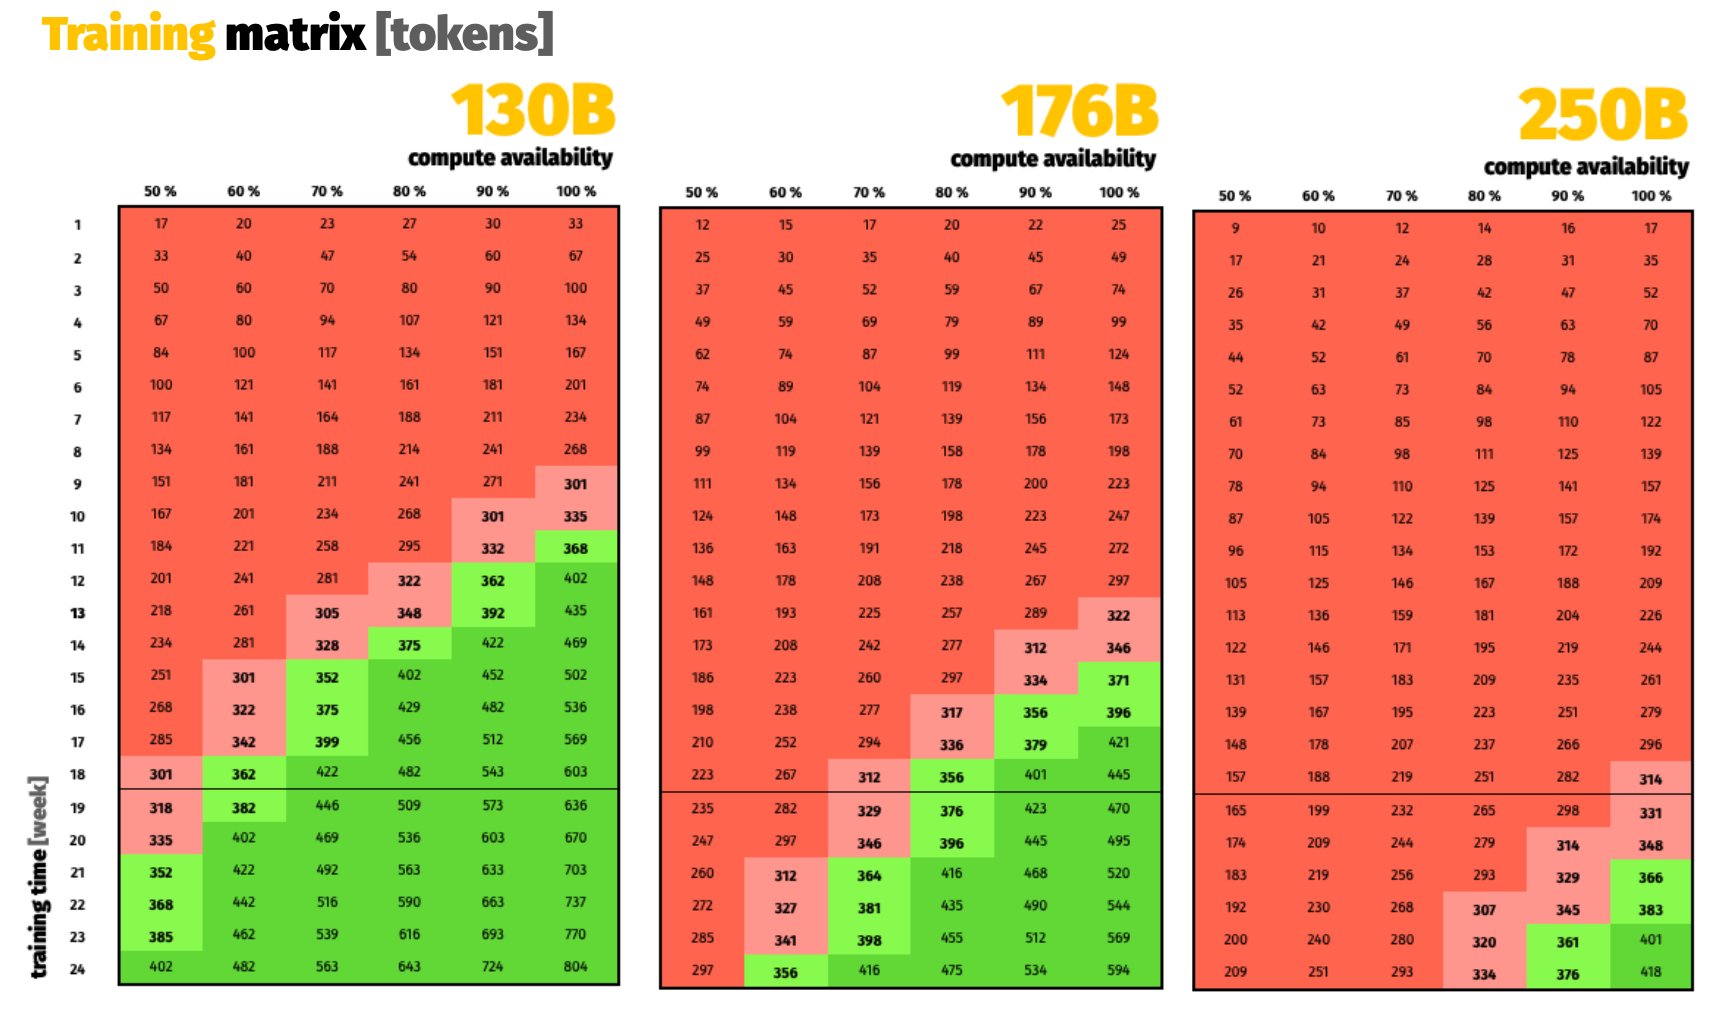 Training matrix [tokens]
130B 176B 250B
compute availability compute availability compute availability
50 % 60 % 70 % 80 % 90 % 100 % 50 % 60 % 70 % 80 % 90 % 100 % 50 % 60 % 70 % 80 % 90 % 100 %
1 17 20 23 27 30 33 12 15 17 20 22 25 9 10 12 14 16 17
2 33 40 47 54 60 67 25 30 35 40 45 49 17 21 24 28 31 35
3 50 60 70 80 90 100 37 45 52 59 67 74 26 31 37 42 47 52
4 67 80 94 107 121 134 49 59 69 79 89 99 35 42 49 56 63 70
5 84 100 117 134 151 167 62 74 87 99 111 124 44 52 61 70 78 87
6 100 121 141 161 181 201 74 89 104 119 134 148 52 63 73 84 94 105
7 117 141 164 188 211 234 87 104 121 139 156 173 61 73 85 98 110 122
8 134 161 188 214 241 268 99 119 139 158 178 198 70 84 98 111 125 139
9 151 181 211 241 271 301 111 134 156 178 200 223 78 94 110 125 141 157
10 167 201 234 268 301 335 124 148 173 198 223 247 87 105 122 139 157 174
11 184 221 258 295 332 368 136 163 191 218 245 272 96 115 134 153 172 192
12 201 241 281 322 362 402 148 178 208 238 267 297 105 125 146 167 188 209
13 218 261 305 348 392 435 161 193 225 257 289 322 113 136 159 181 204 226
14 234 281 328 375 422 469 173 208 242 277 312 346 122 146 171 195 219 244
15 251 301 352 402 452 502 186 223 260 297 334 371 131 157 183 209 235 261
16 268 322 375 429 482 536 198 238 277 317 356 396 139 167 195 223 251 279
17 285 342 399 456 512 569 210 252 294 336 379 421 148 178 207 237 266 296
18 301 362 422 482 543 603 223 267 312 356 401 445 157 188 219 251 282 314
19 318 382 446 509 573 636 235 282 329 376 423 470 165 199 232 265 298 331
20 335 402 469 536 603 670 247 297 346 396 445 495 174 209 244 279 314 348
21 352 422 492 563 633 703 260 312 364 416 468 520 183 219 256 293 329 366
22 368 442 516 590 663 737 272 327 381 435 490 544 192 230 268 307 345 383
23 385 462 539 616 693 770 285 341 398 455 512 569 200 240 280 320 361 401
24 402 482 563 643 724 804 297 356 416 475 534 594 209 251 293 334 376 418
training time [week]